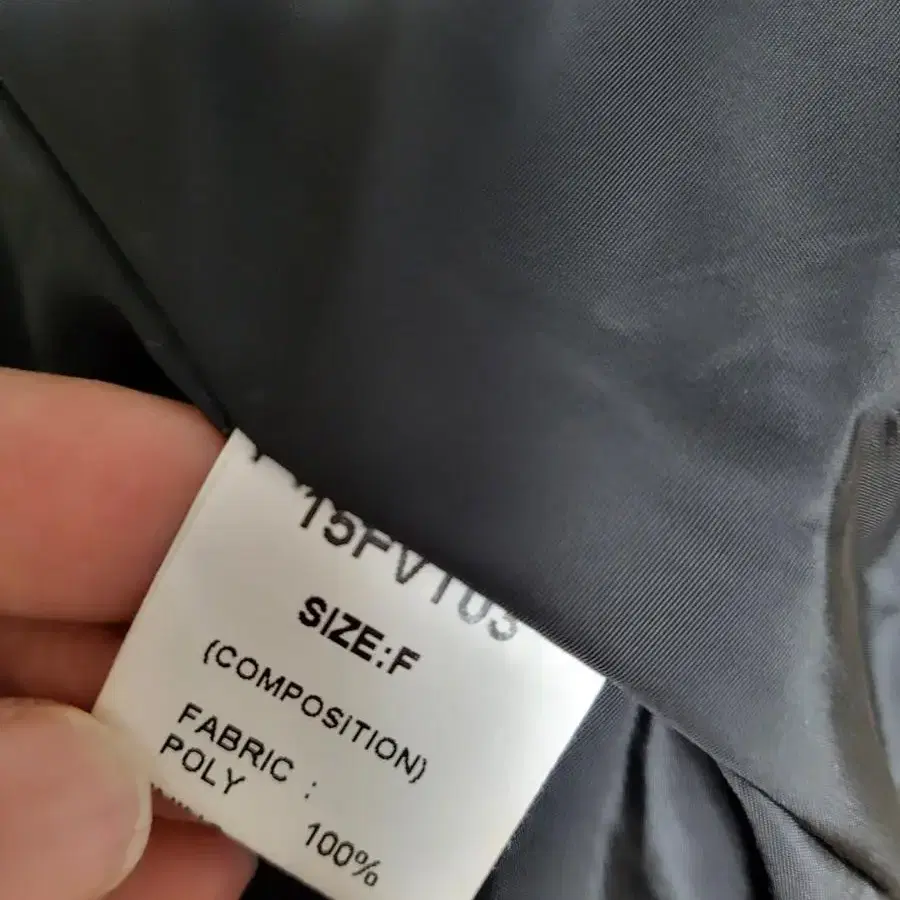 15FV103
SIZE:F
(COMPOSITION)
FABRIC :
POLY
100%